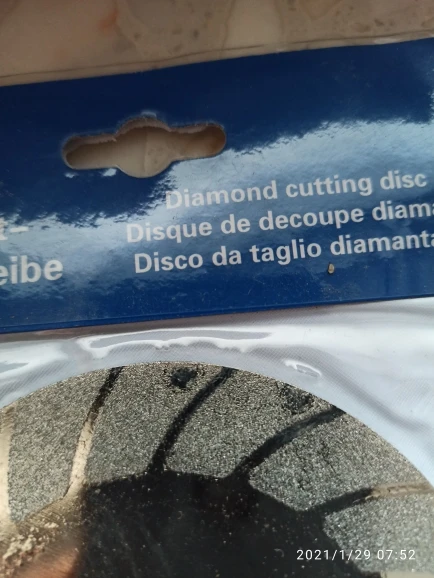 Diamond cutting disc
Disque de decoupe diama
eibe
Disco da taglio diamanta
2021/1/29 07:52